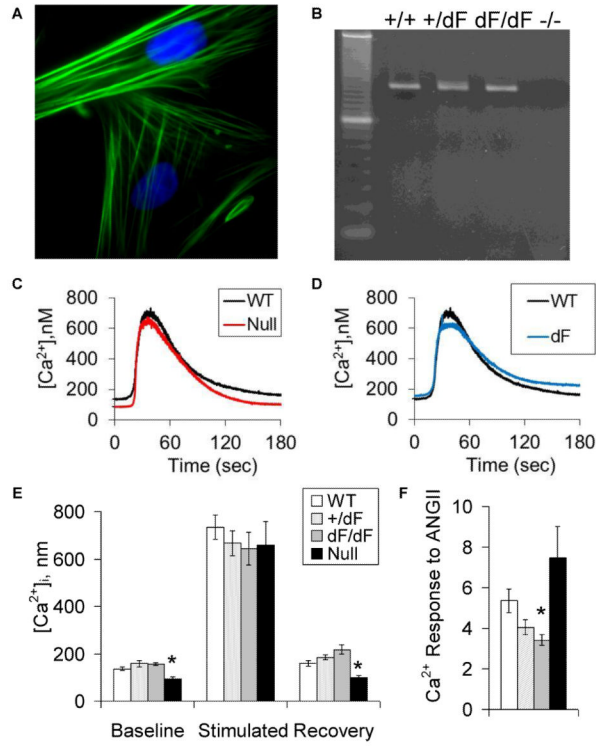 A
B
+/+ +/dF dF/dF -/-
C
800
600
400
200
0
[Ca2+],nM
WT
Null
0 60 120 180
Time (sec)
D
800
600
400
200
0
[Ca2+],nM
WT
dF
0 60 120 180
Time (sec)
E
800
600
400
200
0
[Ca2+]i, nm
WT
+/dF
dF/dF
Null
*
*
Baseline Stimulated Recovery
F
10
8
6
4
2
0
Ca2+ Response to ANGII
*